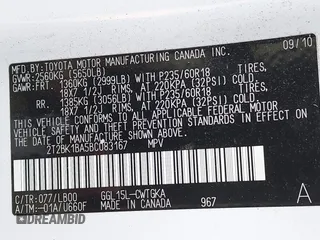 MFD.BY:TOYOTA MOTOR MANUFACTURING CANADA INC.
GVWR:2560KG (5650LB) 09/10
GAWR:FRT. 1360KG (2999LB) WITH P235/60R18 TIRES,
18X7 1/2J RIMS, AT 220KPA (32PSI) COLD.
RR. 1385KG (3056LB) WITH P235/60R18 TIRES,
18X7 1/2J RIMS, AT 220KPA (32PSI) COLD.
THIS VEHICLE CONFORMS TO ALL APPLICABLE FEDERAL MOTOR
VEHICLE SAFETY AND THEFT PREVENTION STANDARDS IN EFFECT ON
THE DATE OF MANUFACTURE SHOWN ABOVE.
2T2BK1BA5BC083167 MPV
C/TR:077/LB00 GGL15L-CWTGKA A
A/TM:-01A/U660F MADE IN CANADA 967
DREAMBID